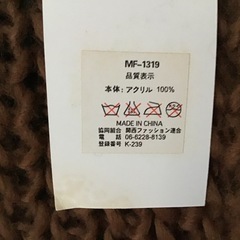 MF-1319
品質表示
本体: アクリル 100%
MADE IN CHINA
協同組合 関西ファッション連合
電話 06-6228-8139
登録番号 K-239